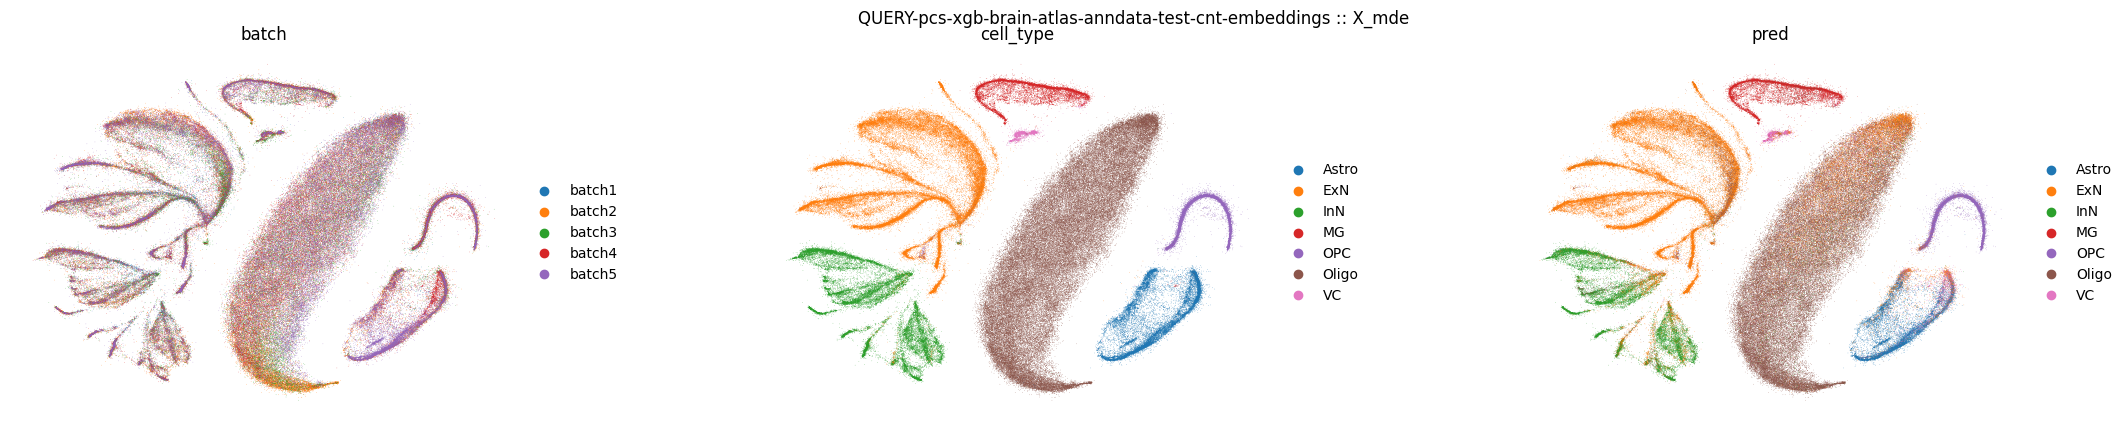 QUERY-pcs-xgb-brain-atlas-anndata-test-cnt-embeddings :: X_mde
batch
batch1
batch2
batch3
batch4
batch5
cell_type
Astro
ExN
InN
MG
OPC
Oligo
VC
pred
Astro
ExN
InN
MG
OPC
Oligo
VC